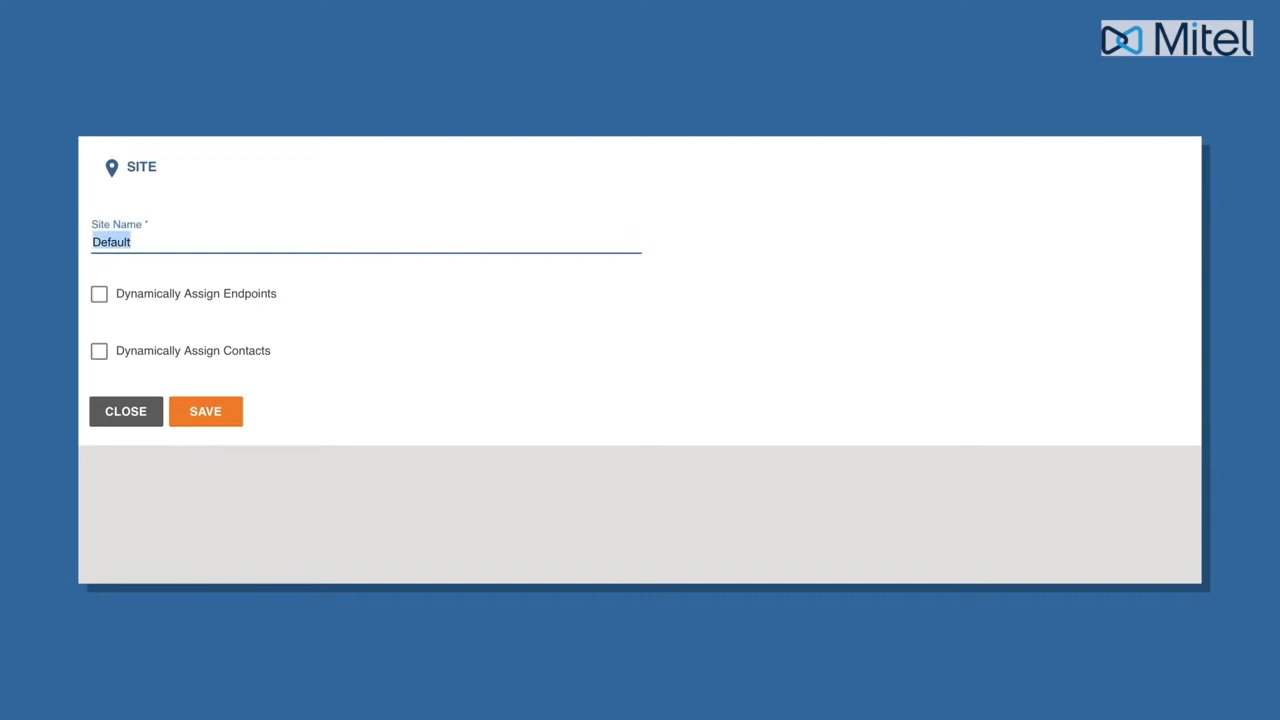 Mitel
SITE
Site Name *
Default
Dynamically Assign Endpoints
Dynamically Assign Contacts
CLOSE SAVE